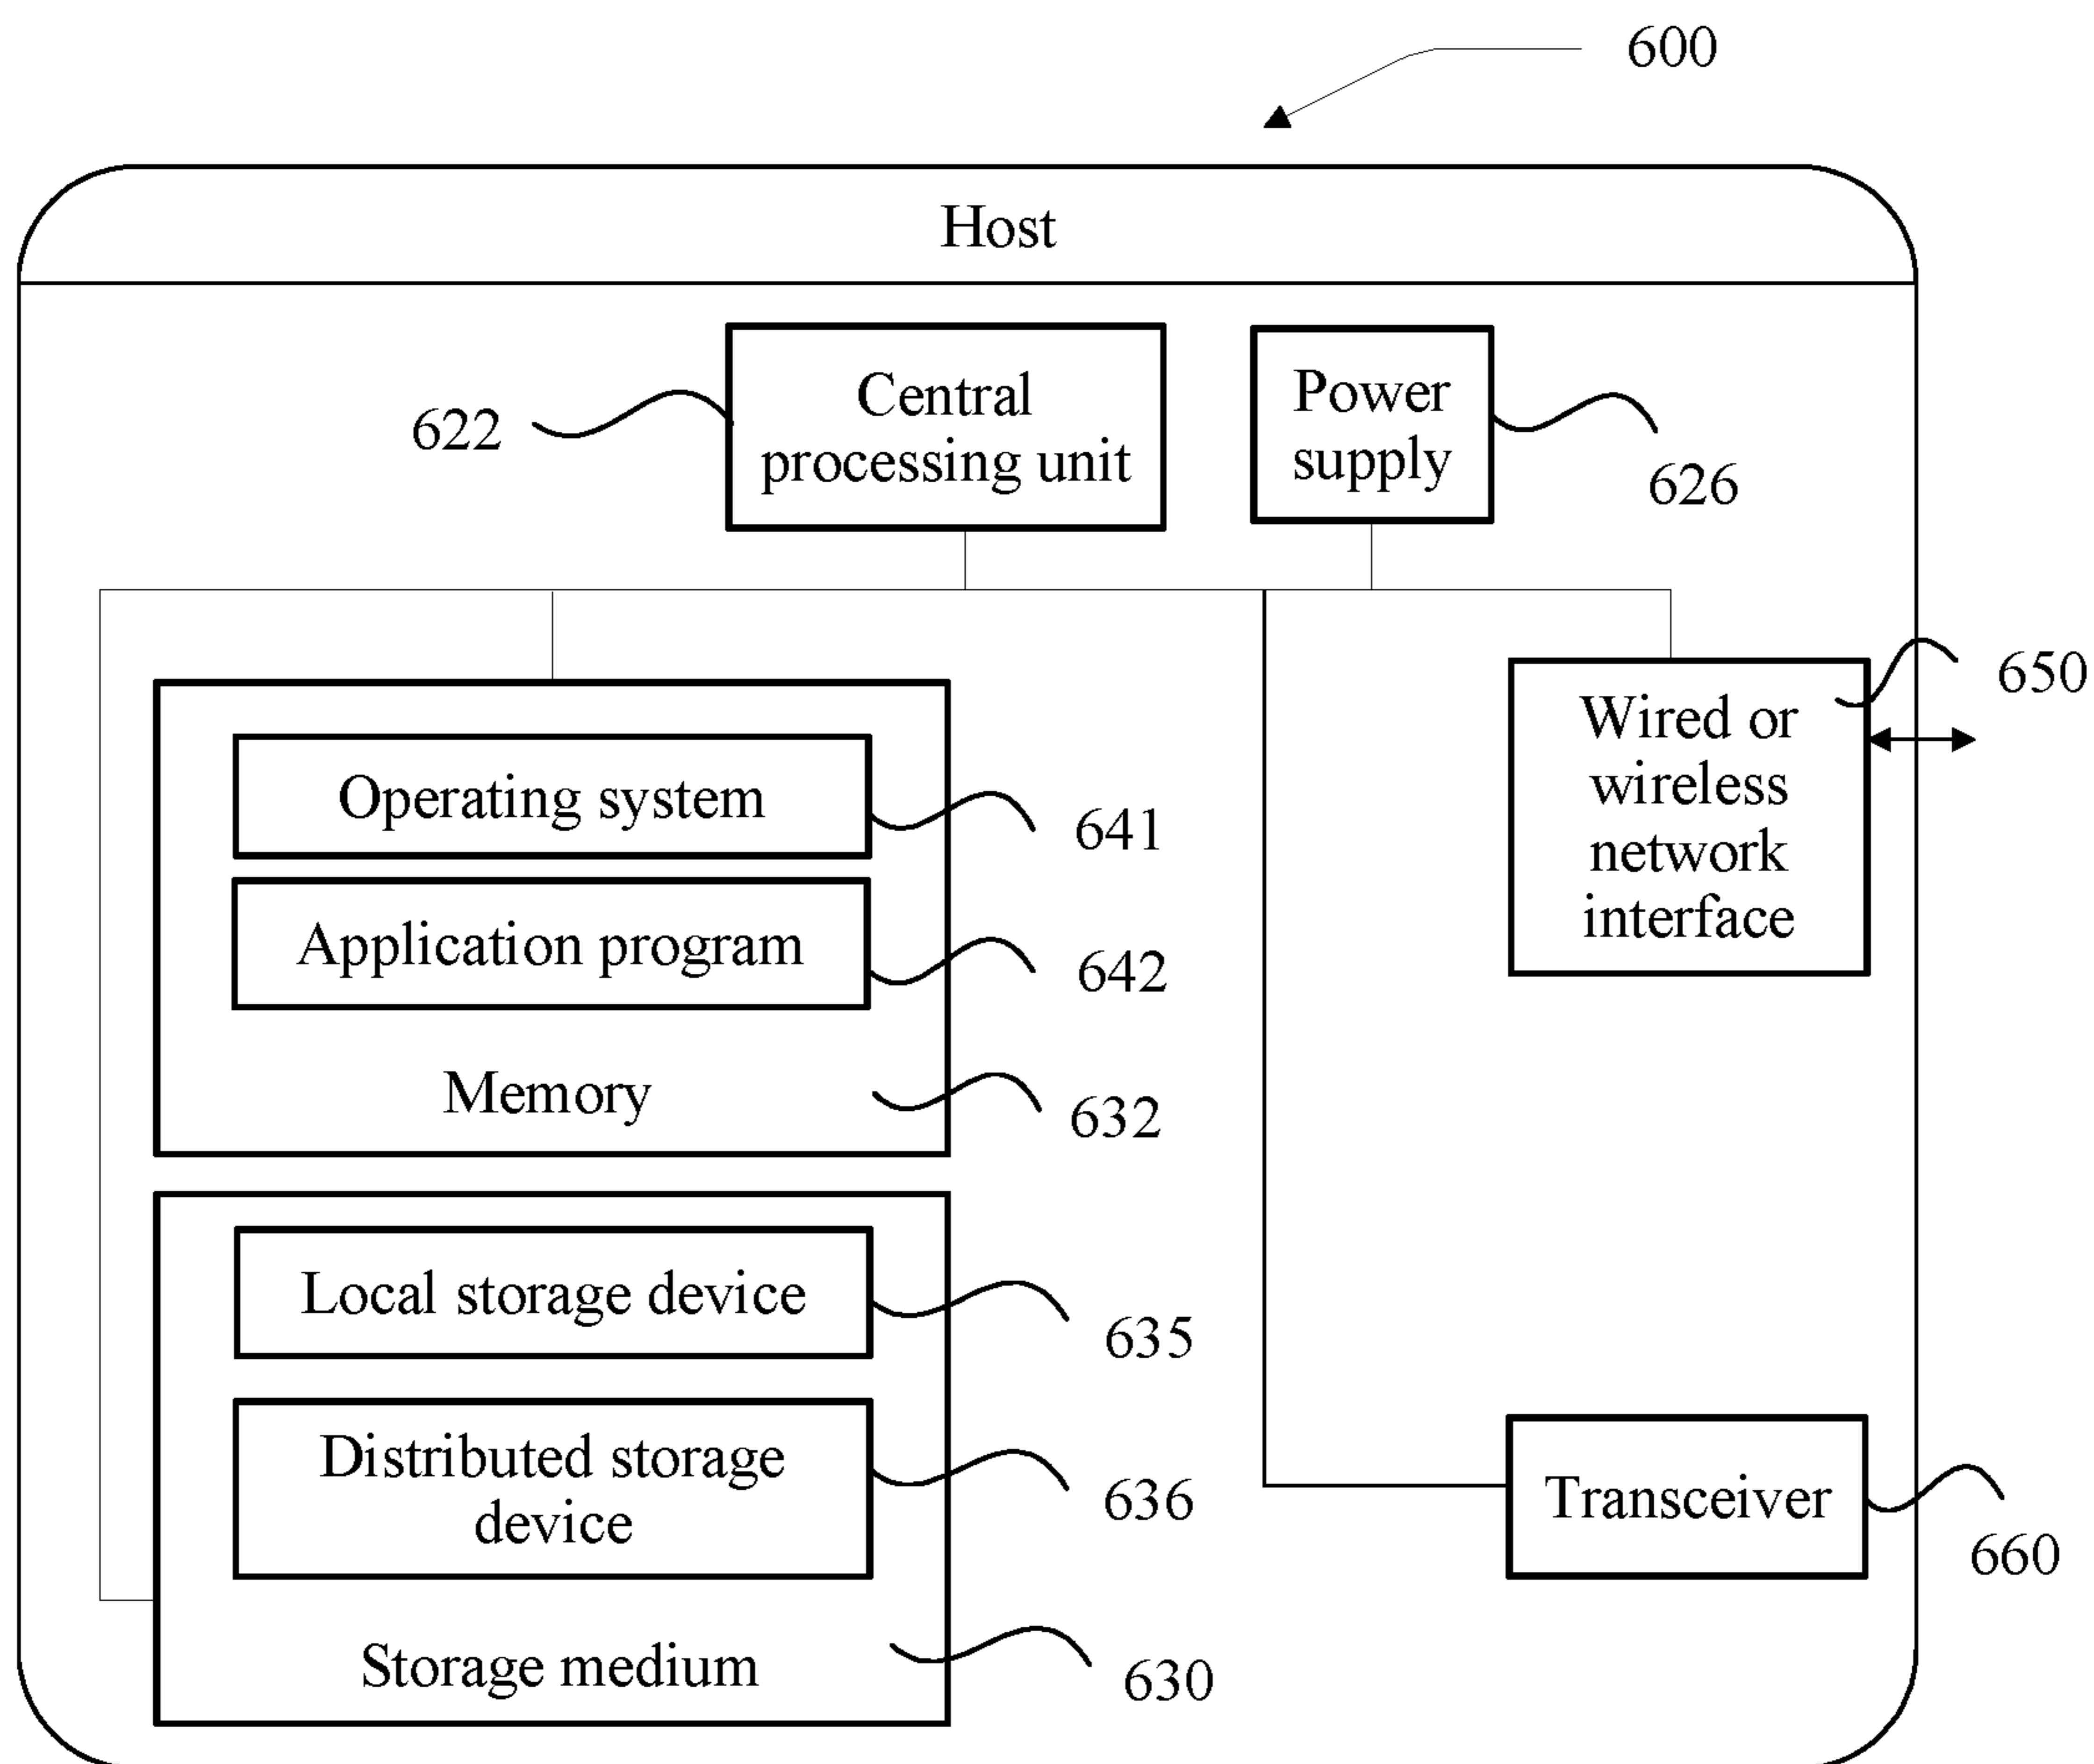 600
Host
Central
processing unit
622
Power
supply
626
Operating system
641
Application program
642
Memory
632
Wired or
wireless
network
interface
650
Local storage device
635
Distributed storage
device
636
Storage medium
630
Transceiver
660